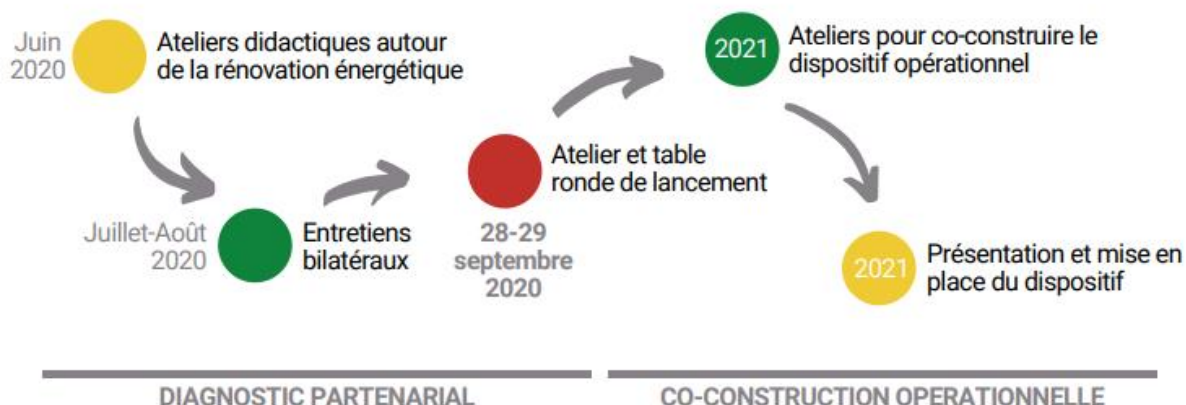 Juin
2020
Ateliers didactiques autour
de la rénovation énergétique
Juillet-Août
2020
Entretiens
bilatéraux
Atelier et table
ronde de lancement
28-29
septembre
2020
2021
Ateliers pour co-construire le
dispositif opérationnel
2021
Présentation et mise en
place du dispositif
DIAGNOSTIC PARTENARIAL
CO-CONSTRUCTION OPERATIONNELLE